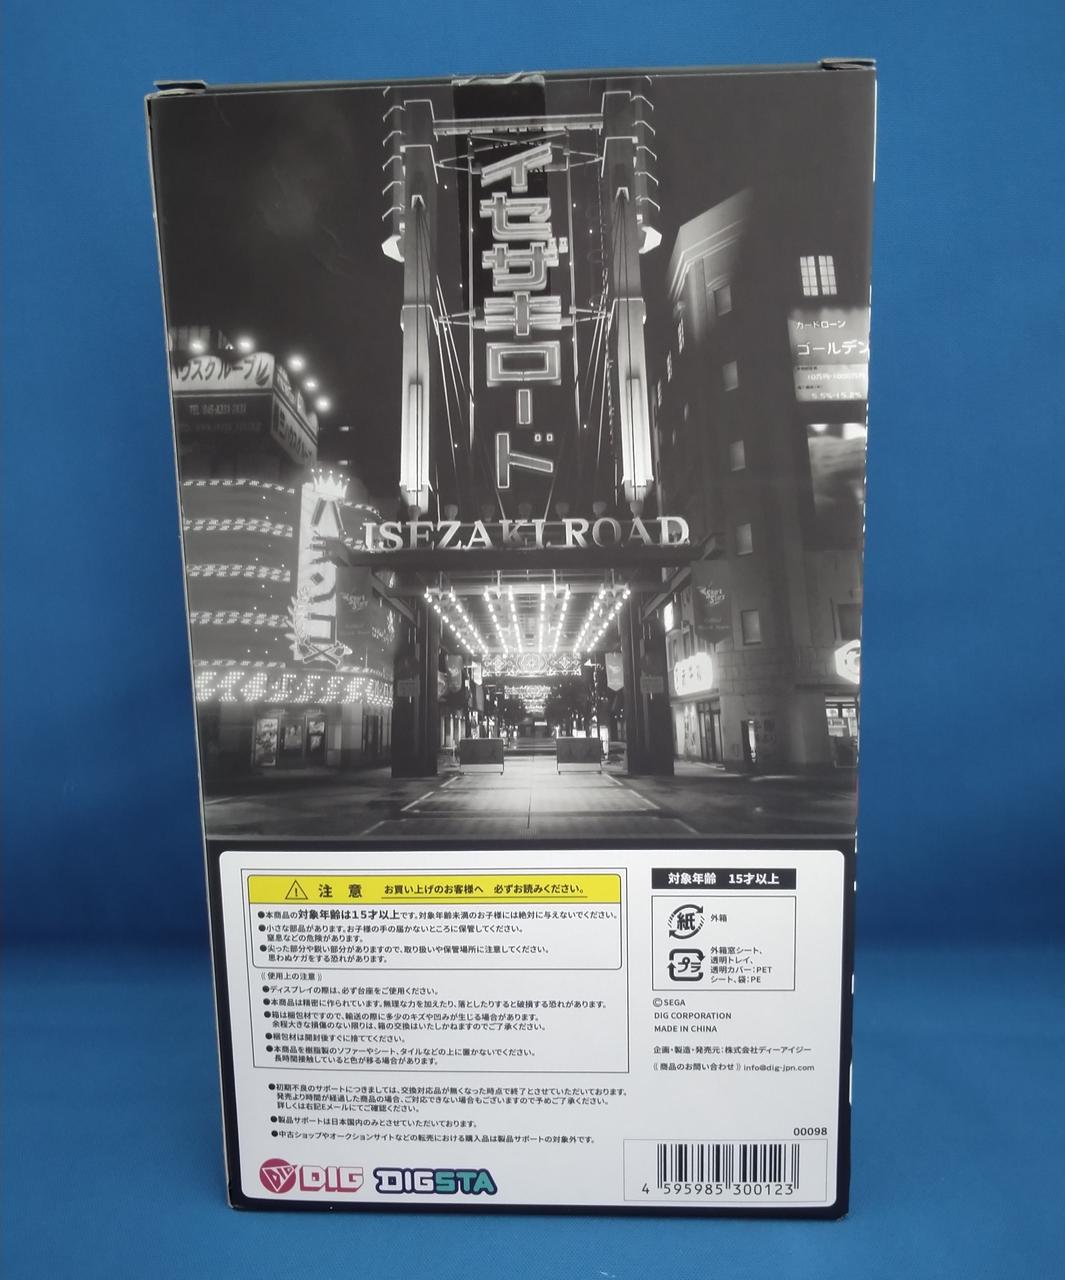 イセザキロード
ISEZAKI ROAD
ハウスクループレ
カードローン
ゴールデン
注 意 お買い上げのお客様へ 必ずお読みください。
●本商品の対象年齢は15才以上です。対象年齢未満のお子様には絶対に与えないでください。
●小さな部品があります。お子様の手の届かないところに保管してください。
窒息などの危険があります。
●尖った部分や鋭い部分がありますので、取り扱いや保管場所に注意してください。
思わぬケガをする恐れがあります。
《使用上の注意》
●ディスプレイの際は、必ず台座をご使用ください。
●本商品は精密に作られています。無理な力を加えたり、落としたりすると破損する恐れがあります。
●箱は梱包材ですので、輸送の際に多少のキズや凹みが生じる場合があります。
余程大きな損傷のない限りは、箱の交換はいたしかねますのでご了承ください。
●梱包材は開封後すぐに捨ててください。
●本商品を樹脂製のソファーやシート、タイルなどの上に置かないでください。
長時間接触していると色が移る場合があります。
●初期不良のサポートにつきましては、交換対応品が無くなった時点で終了とさせていただいております。
発売より時間が経過した商品の場合、ご対応できない場合もございますので予めご了承ください。
詳しくは右記Eメールにてご確認ください。
●製品サポートは日本国内のみとさせていただいております。
●中古ショップやオークションサイトなどの転売における購入品は製品サポートの対象外です。
DIG DIGSTA
対象年齢 15才以上
紙 外箱
プラ 外箱窓シート、
透明トレイ、
透明カバー:PET
シート、袋:PE
©SEGA
DIG CORPORATION
MADE IN CHINA
企画・製造・発売元:株式会社ディーアイジー
《商品のお問い合わせ》info@dig-jpn.com
00098
4 595985 300123